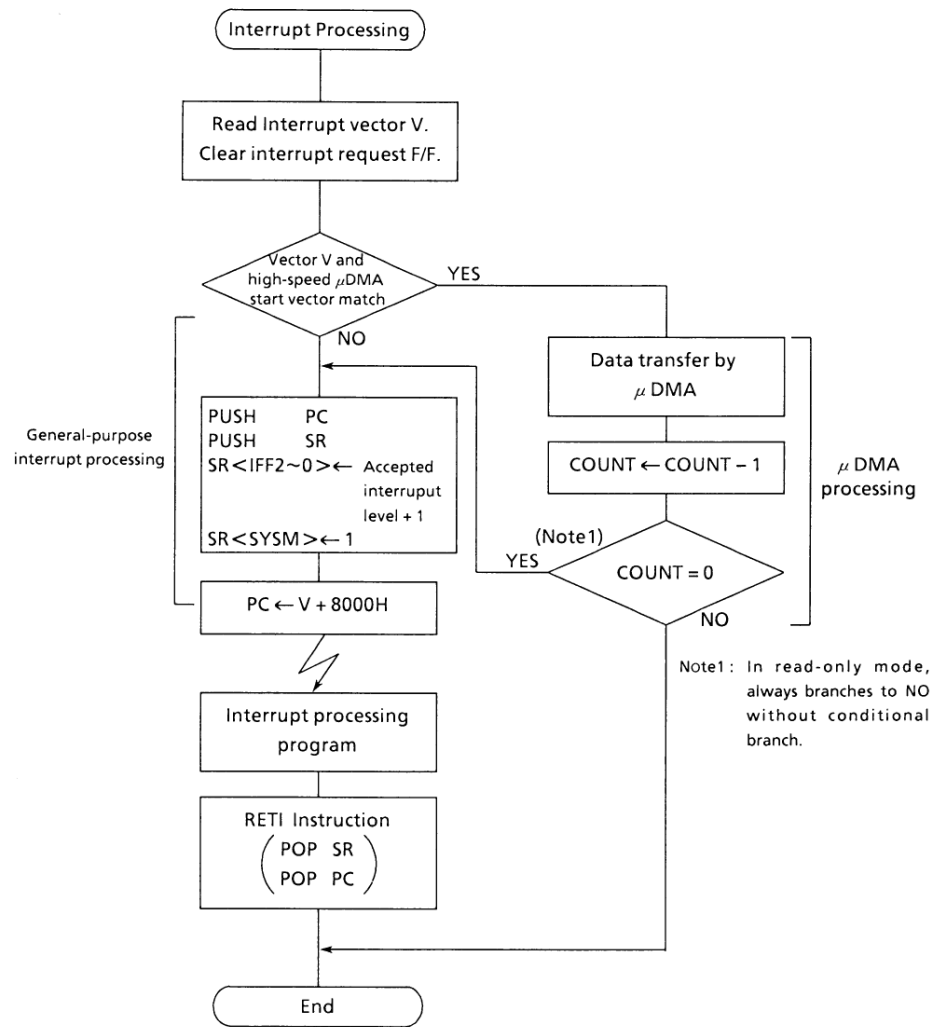 Interrupt Processing
Read Interrupt vector V.
Clear interrupt request F/F.
Vector V and
high-speed μDMA
start vector match
YES
NO
General-purpose
interrupt processing
PUSH PC
PUSH SR
SR<IFF2~0>← Accepted
interruput
level + 1
SR<SYSM>← 1
PC ← V + 8000H
Interrupt processing
program
RETI Instruction
POP SR
POP PC
End
Data transfer by
μ DMA
COUNT ← COUNT – 1
(Note1)
YES
COUNT = 0
NO
μ DMA
processing
Note1 : In read-only mode,
always branches to NO
without conditional
branch.